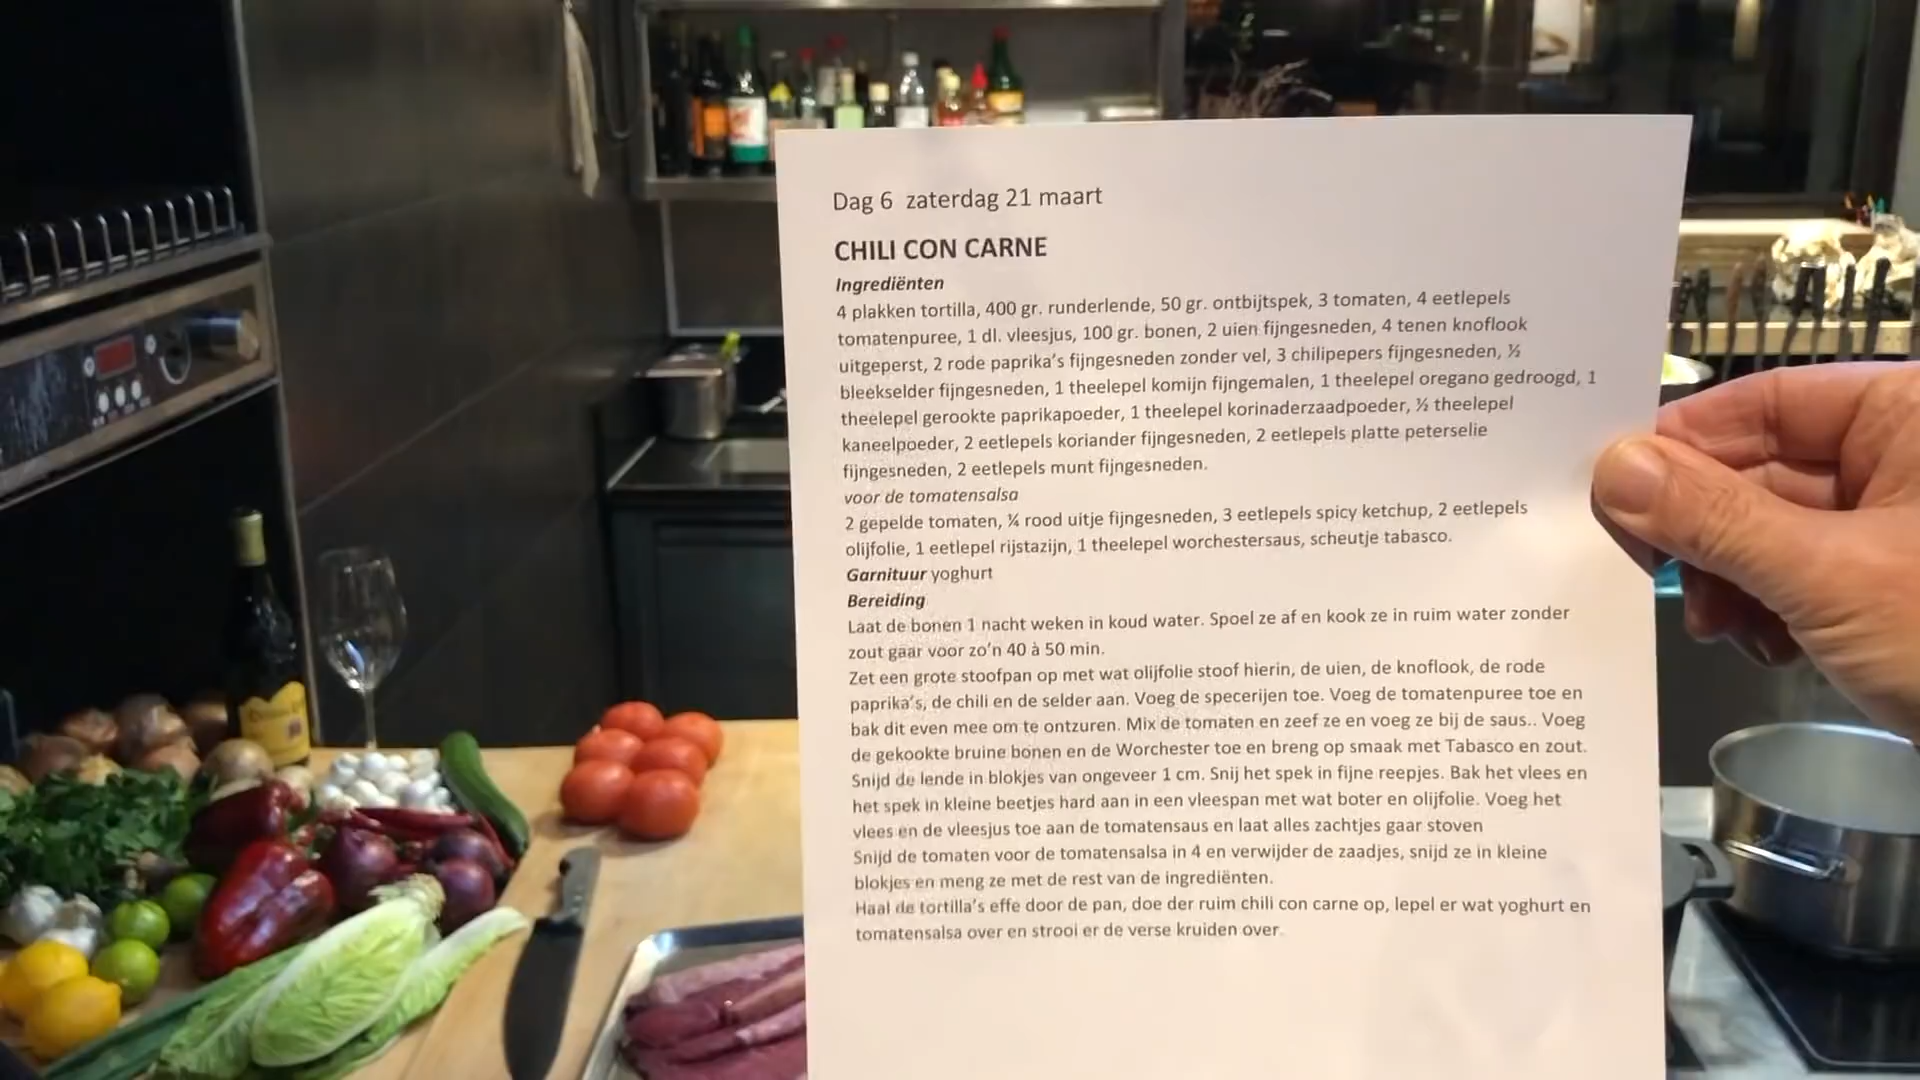 Dag 6 zaterdag 21 maart
CHILI CON CARNE
Ingrediënten
4 plakken tortilla, 400 gr. runderlende, 50 gr. ontbijtspek, 3 tomaten, 4 eetlepels
tomatenpuree, 1 dl. vleesjus, 100 gr. bonen, 2 uien fijngesneden, 4 tenen knoflook
uitgeperst, 2 rode paprika's fijngesneden zonder vel, 3 chilipepers fijngesneden, ½
bleekselder fijngesneden, 1 theelepel komijn fijngemalen, 1 theelepel oregano gedroogd, 1
theelepel gerookte paprikapoeder, 1 theelepel korinaderzaadpoeder, ½ theelepel
kaneelpoeder, 2 eetlepels koriander fijngesneden, 2 eetlepels platte peterselie
fijngesneden, 2 eetlepels munt fijngesneden.
voor de tomatensalsa
2 gepelde tomaten, ¼ rood uitje fijngesneden, 3 eetlepels spicy ketchup, 2 eetlepels
olijfolie, 1 eetlepel rijstazijn, 1 theelepel worchestersaus, scheutje tabasco.
Garnituur yoghurt
Bereiding
Laat de bonen 1 nacht weken in koud water. Spoel ze af en kook ze in ruim water zonder
zout gaar voor zo'n 40 à 50 min.
Zet een grote stoofpan op met wat olijfolie stoof hierin, de uien, de knoflook, de rode
paprika's, de chili en de selder aan. Voeg de specerijen toe. Voeg de tomatenpuree toe en
bak dit even mee om te ontzuren. Mix de tomaten en zeef ze en voeg ze bij de saus.. Voeg
de gekookte bruine bonen en de Worchester toe en breng op smaak met Tabasco en zout.
Snijd de lende in blokjes van ongeveer 1 cm. Snij het spek in fijne reepjes. Bak het vlees en
het spek in kleine beetjes hard aan in een vleespan met wat boter en olijfolie. Voeg het
vlees en de vleesjus toe aan de tomatensaus en laat alles zachtjes gaar stoven
Snijd de tomaten voor de tomatensalsa in 4 en verwijder de zaadjes, snijd ze in kleine
blokjes en meng ze met de rest van de ingrediënten.
Haal de tortilla's effe door de pan, doe der ruim chili con carne op, lepel er wat yoghurt en
tomatensalsa over en strooi er de verse kruiden over.